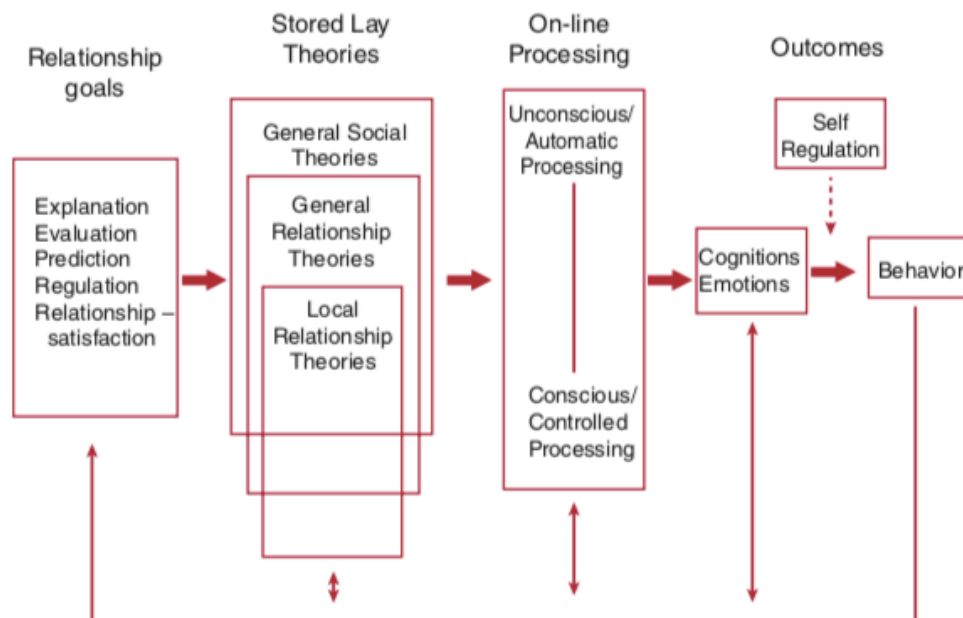 Relationship
goals
Explanation
Evaluation
Prediction
Regulation
Relationship –
satisfaction
Stored Lay
Theories
General Social
Theories
General
Relationship
Theories
Local
Relationship
Theories
On-line
Processing
Unconscious/
Automatic
Processing
Conscious/
Controlled
Processing
Outcomes
Self
Regulation
Cognitions
Emotions
Behavior